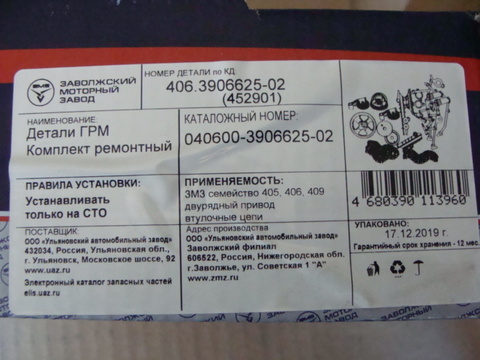 ЗМЗ
ЗАВОЛЖСКИЙ
МОТОРНЫЙ
ЗАВОД
НОМЕР ДЕТАЛИ по КД:
406.3906625-02
(452901)
НАИМЕНОВАНИЕ:
Детали ГРМ
Комплект ремонтный
КАТАЛОЖНЫЙ НОМЕР:
040600-3906625-02
ПРАВИЛА УСТАНОВКИ:
Устанавливать
только на СТО
ПРИМЕНЯЕМОСТЬ:
ЗМЗ семейство 405, 406, 409
двурядный привод
втулочные цепи
4 680390 113960
ПОСТАВЩИК:
ООО «Ульяновский автомобильный завод»
432034, Россия, Ульяновская обл.,
г. Ульяновск, Московское шоссе, 92
www.uaz.ru
Электронный каталог запасных частей
elis.uaz.ru
Адрес производства
ООО «Ульяновский автомобильный завод»
Заволжский филиал
606522, Россия, Нижегородская обл.
г.Заволжье, ул. Советская 1 "А"
www.zmz.ru
УПАКОВАНО:
17.12.2019 г.
Гарантийный срок хранения - 12 мес.